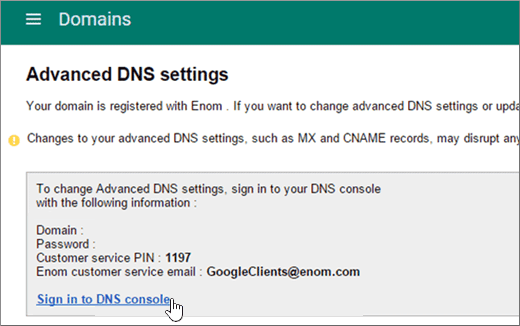 Domains
Advanced DNS settings
Your domain is registered with Enom . If you want to change advanced DNS settings or upda
Changes to your advanced DNS settings, such as MX and CNAME records, may disrupt any
To change Advanced DNS settings, sign in to your DNS console
with the following information :
Domain :
Password :
Customer service PIN : 1197
Enom customer service email : GoogleClients@enom.com
Sign in to DNS console